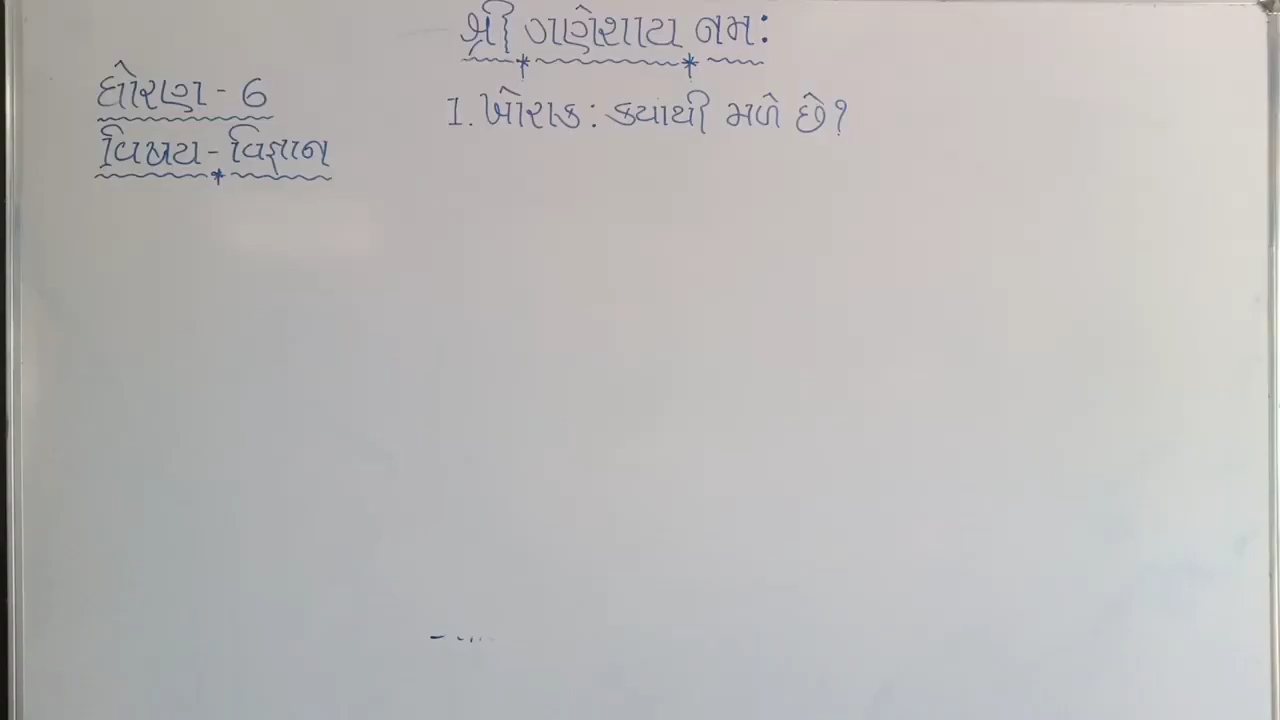 શ્રી ગણેશાય નમઃ
ધોરણ - 6
વિષય - વિજ્ઞાન
1. ખોરાક : ક્યાંથી મળે છે?